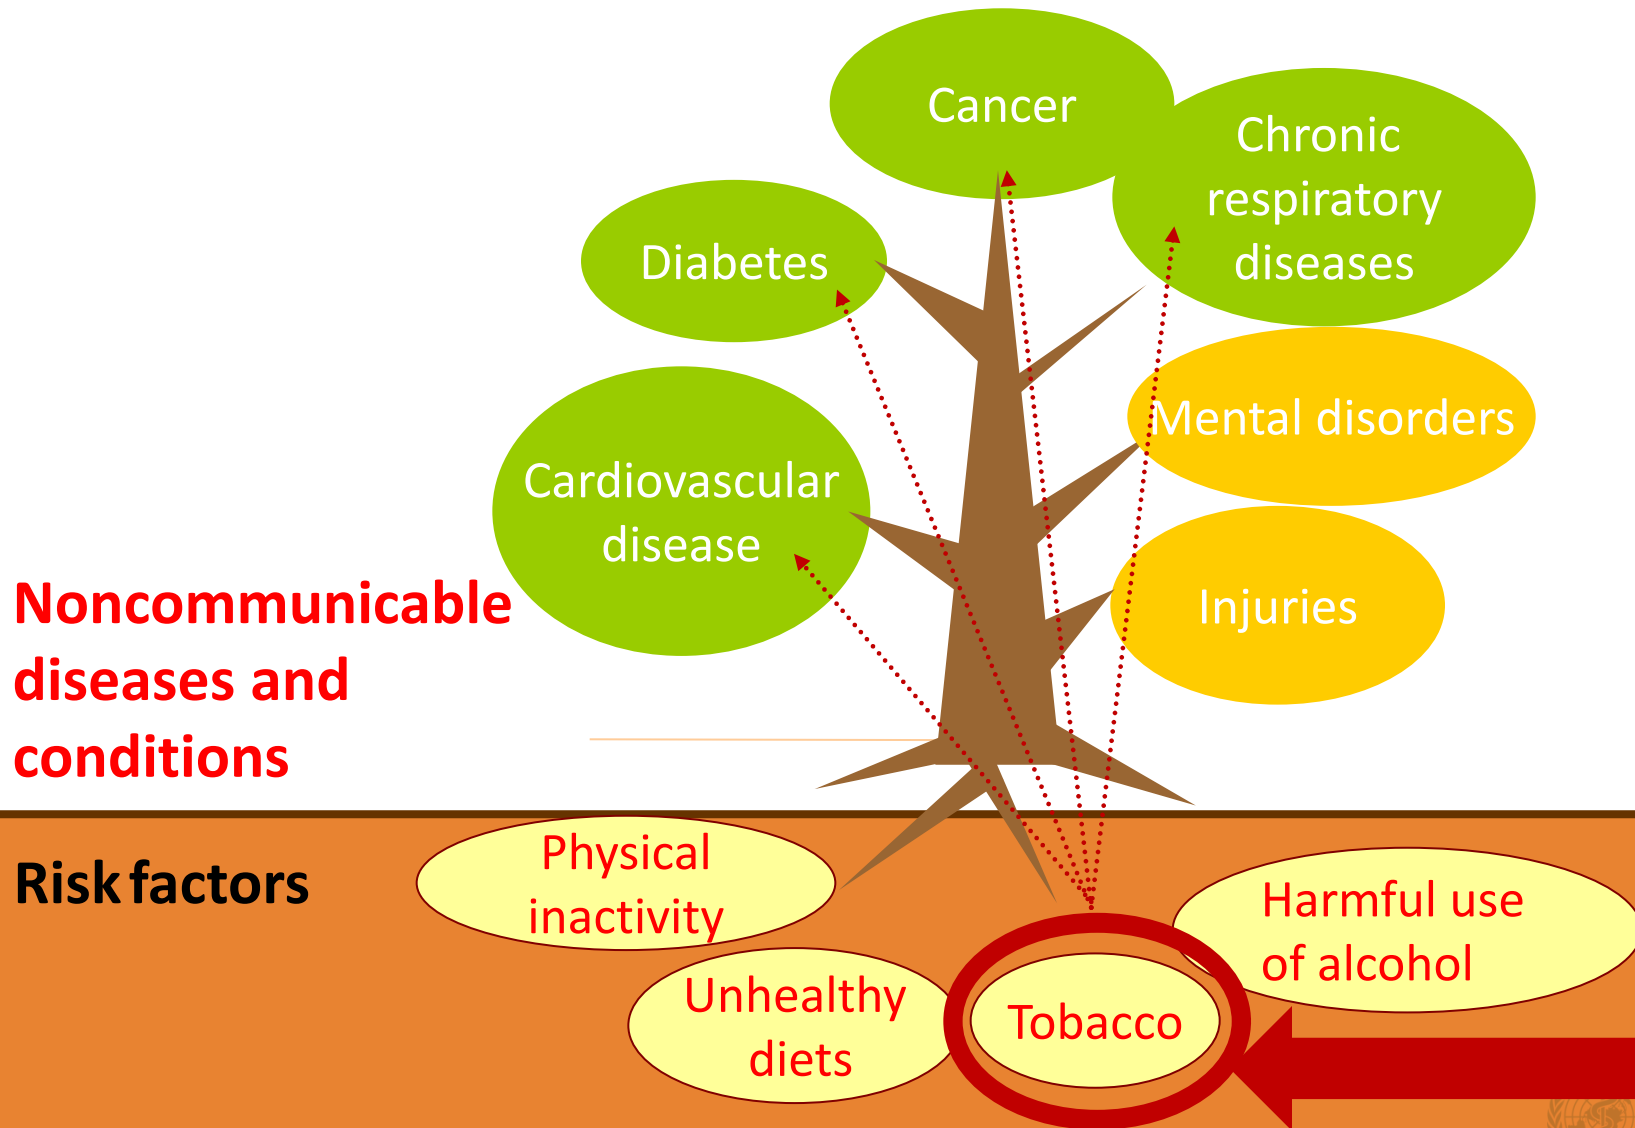 Cancer
Chronic
respiratory
diseases
Diabetes
Mental disorders
Cardiovascular
disease
Injuries
Noncommunicable
diseases and
conditions
Risk factors
Physical
inactivity
Harmful use
of alcohol
Unhealthy
diets
Tobacco